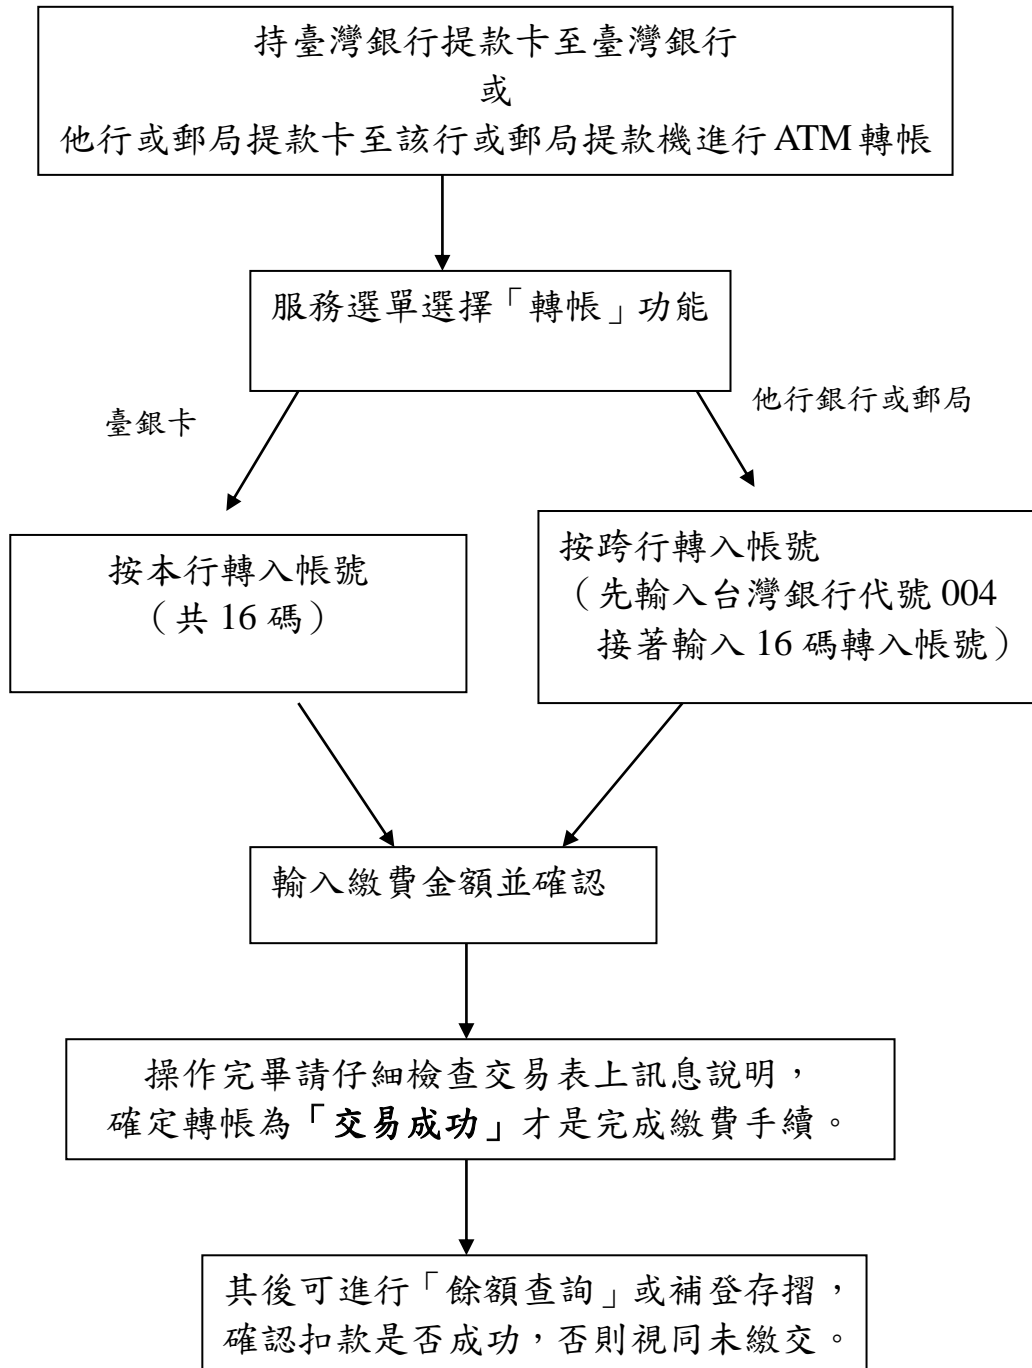 持臺灣銀行提款卡至臺灣銀行
或
他行或郵局提款卡至該行或郵局提款機進行ATM轉帳
服務選單選擇「轉帳」功能
臺銀卡
他行銀行或郵局
按本行轉入帳號
（共 16 碼）
按跨行轉入帳號
（先輸入台灣銀行代號 004
接著輸入 16 碼轉入帳號）
輸入繳費金額並確認
操作完畢請仔細檢查交易表上訊息說明，
確定轉帳為「交易成功」才是完成繳費手續。
其後可進行「餘額查詢」或補登存摺，
確認扣款是否成功，否則視同未繳交。